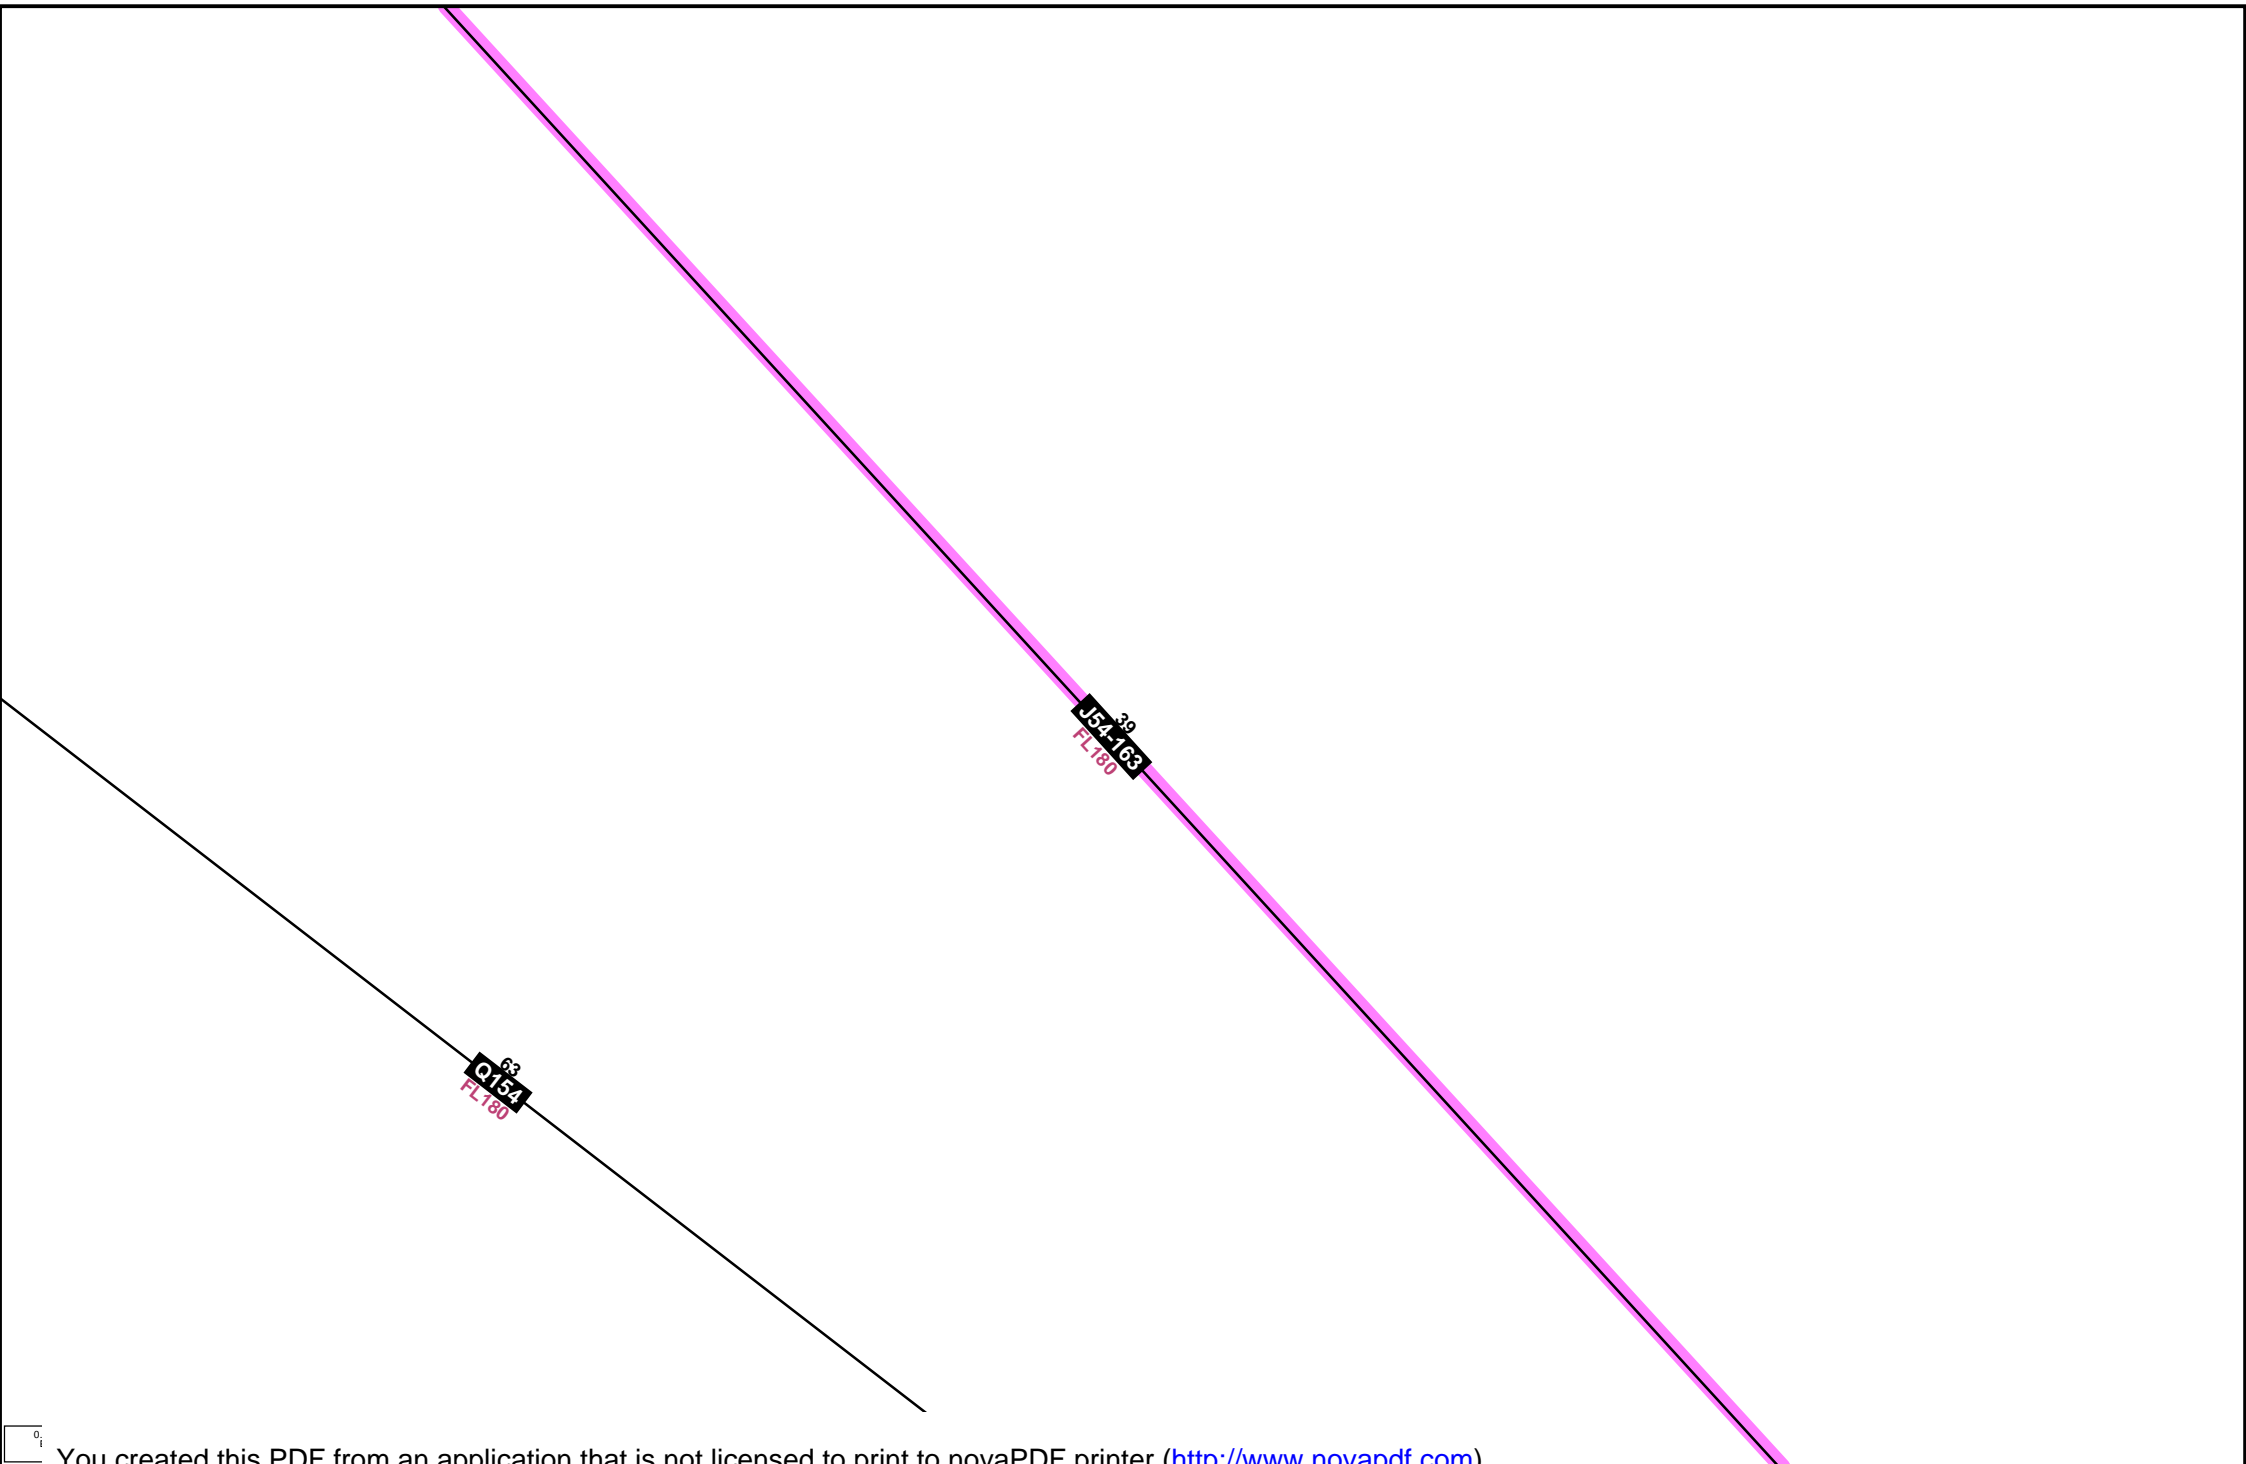 39
J54-163
FL180
63
Q154
FL180
You created this PDF from an application that is not licensed to print to novaPDF printer (http://www.novapdf.com)